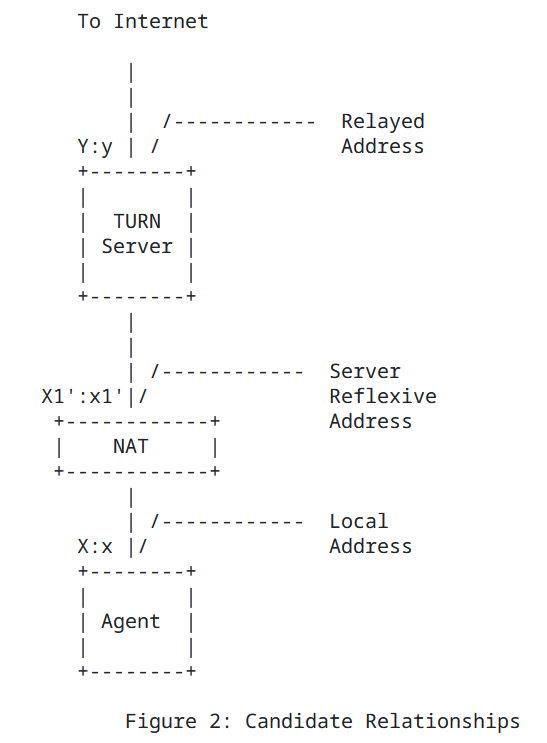 To Internet
Relayed
Y:y
Address
TURN
Server
Server
X1':x1'
Reflexive
Address
NAT
Local
X:x
Address
Agent
Figure 2: Candidate Relationships